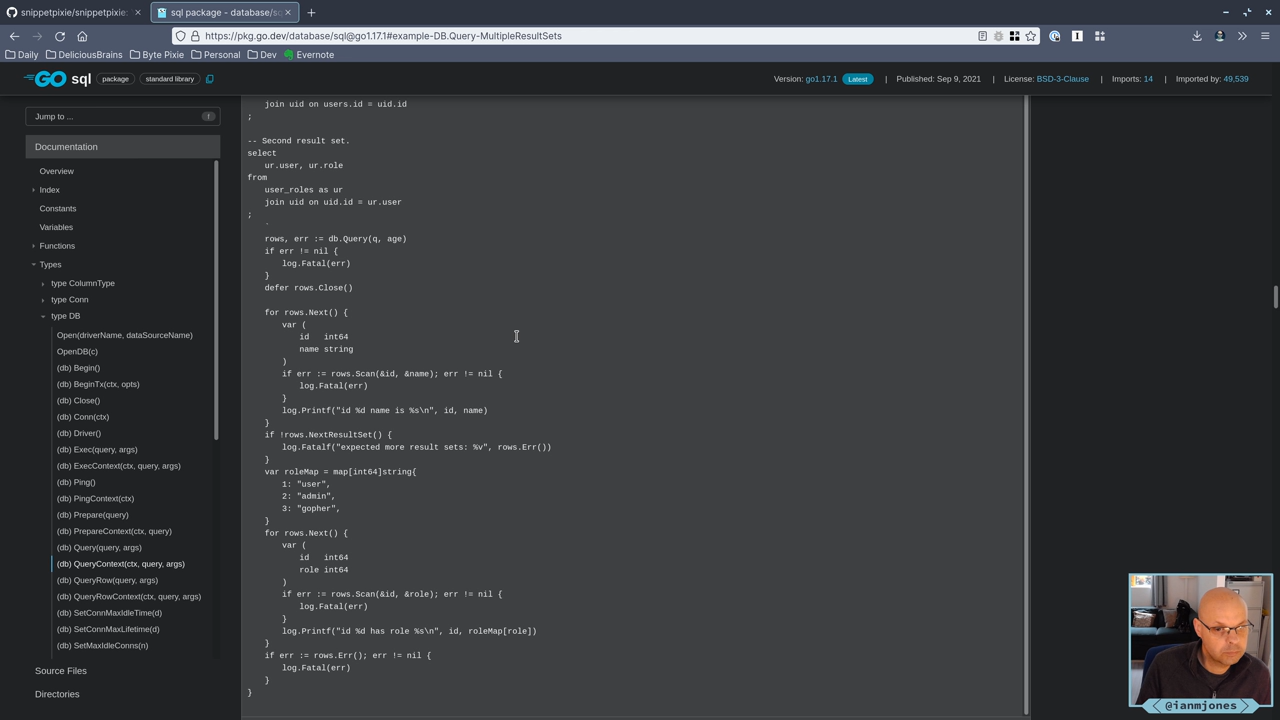 snippetpixie/snippetpixie:
sql package - database/sq
https://pkg.go.dev/database/sql@go1.17.1#example-DB.Query-MultipleResultSets
Daily
DeliciousBrains
Byte Pixie
Personal
Dev
Evernote
GO sql package standard library
Version: go1.17.1 Latest | Published: Sep 9, 2021 | License: BSD-3-Clause | Imports: 14 | Imported by: 49,539
Jump to ...
Documentation
Overview
Index
Constants
Variables
Functions
Types
type ColumnType
type Conn
type DB
Open(driverName, dataSourceName)
OpenDB(c)
(db) Begin()
(db) BeginTx(ctx, opts)
(db) Close()
(db) Conn(ctx)
(db) Driver()
(db) Exec(query, args)
(db) ExecContext(ctx, query, args)
(db) Ping()
(db) PingContext(ctx)
(db) Prepare(query)
(db) PrepareContext(ctx, query)
(db) Query(query, args)
(db) QueryContext(ctx, query, args)
(db) QueryRow(query, args)
(db) QueryRowContext(ctx, query, args)
(db) SetConnMaxIdleTime(d)
(db) SetConnMaxLifetime(d)
(db) SetMaxIdleConns(n)
Source Files
Directories
join uid on users.id = uid.id
;
-- Second result set.
select
ur.user, ur.role
from
user_roles as ur
join uid on uid.id = ur.user
;
`
rows, err := db.Query(q, age)
if err != nil {
log.Fatal(err)
}
defer rows.Close()
for rows.Next() {
var (
id int64
name string
)
if err := rows.Scan(&id, &name); err != nil {
log.Fatal(err)
}
log.Printf("id %d name is %s\n", id, name)
}
if !rows.NextResultSet() {
log.Fatalf("expected more result sets: %v", rows.Err())
}
var roleMap = map[int64]string{
1: "user",
2: "admin",
3: "gopher",
}
for rows.Next() {
var (
id int64
role int64
)
if err := rows.Scan(&id, &role); err != nil {
log.Fatal(err)
}
log.Printf("id %d has role %s\n", id, roleMap[role])
}
if err := rows.Err(); err != nil {
log.Fatal(err)
}
}
@ianmjones